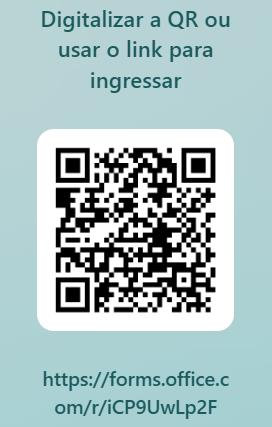 Digitalizar a QR ou
usar o link para
ingressar
https://forms.office.c
om/r/iCP9UwLp2F